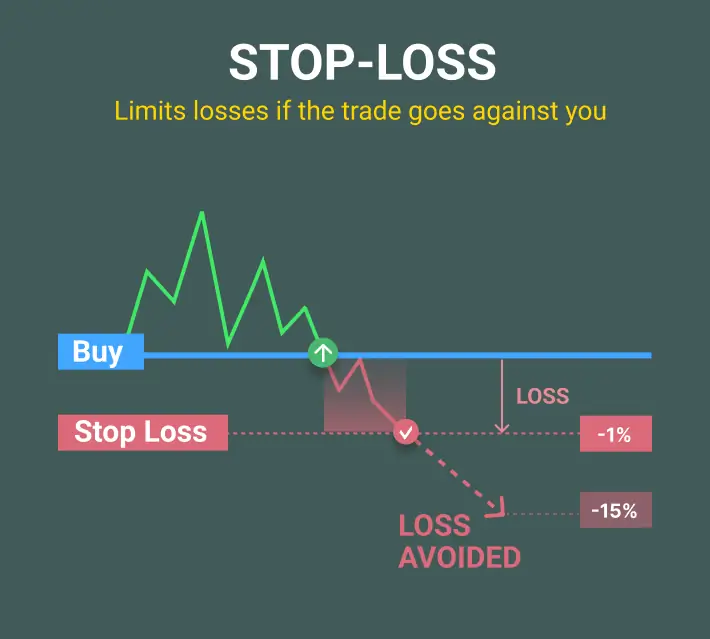 STOP-LOSS
Limits losses if the trade goes against you
Buy
LOSS
Stop Loss
-1%
-15%
LOSS
AVOIDED